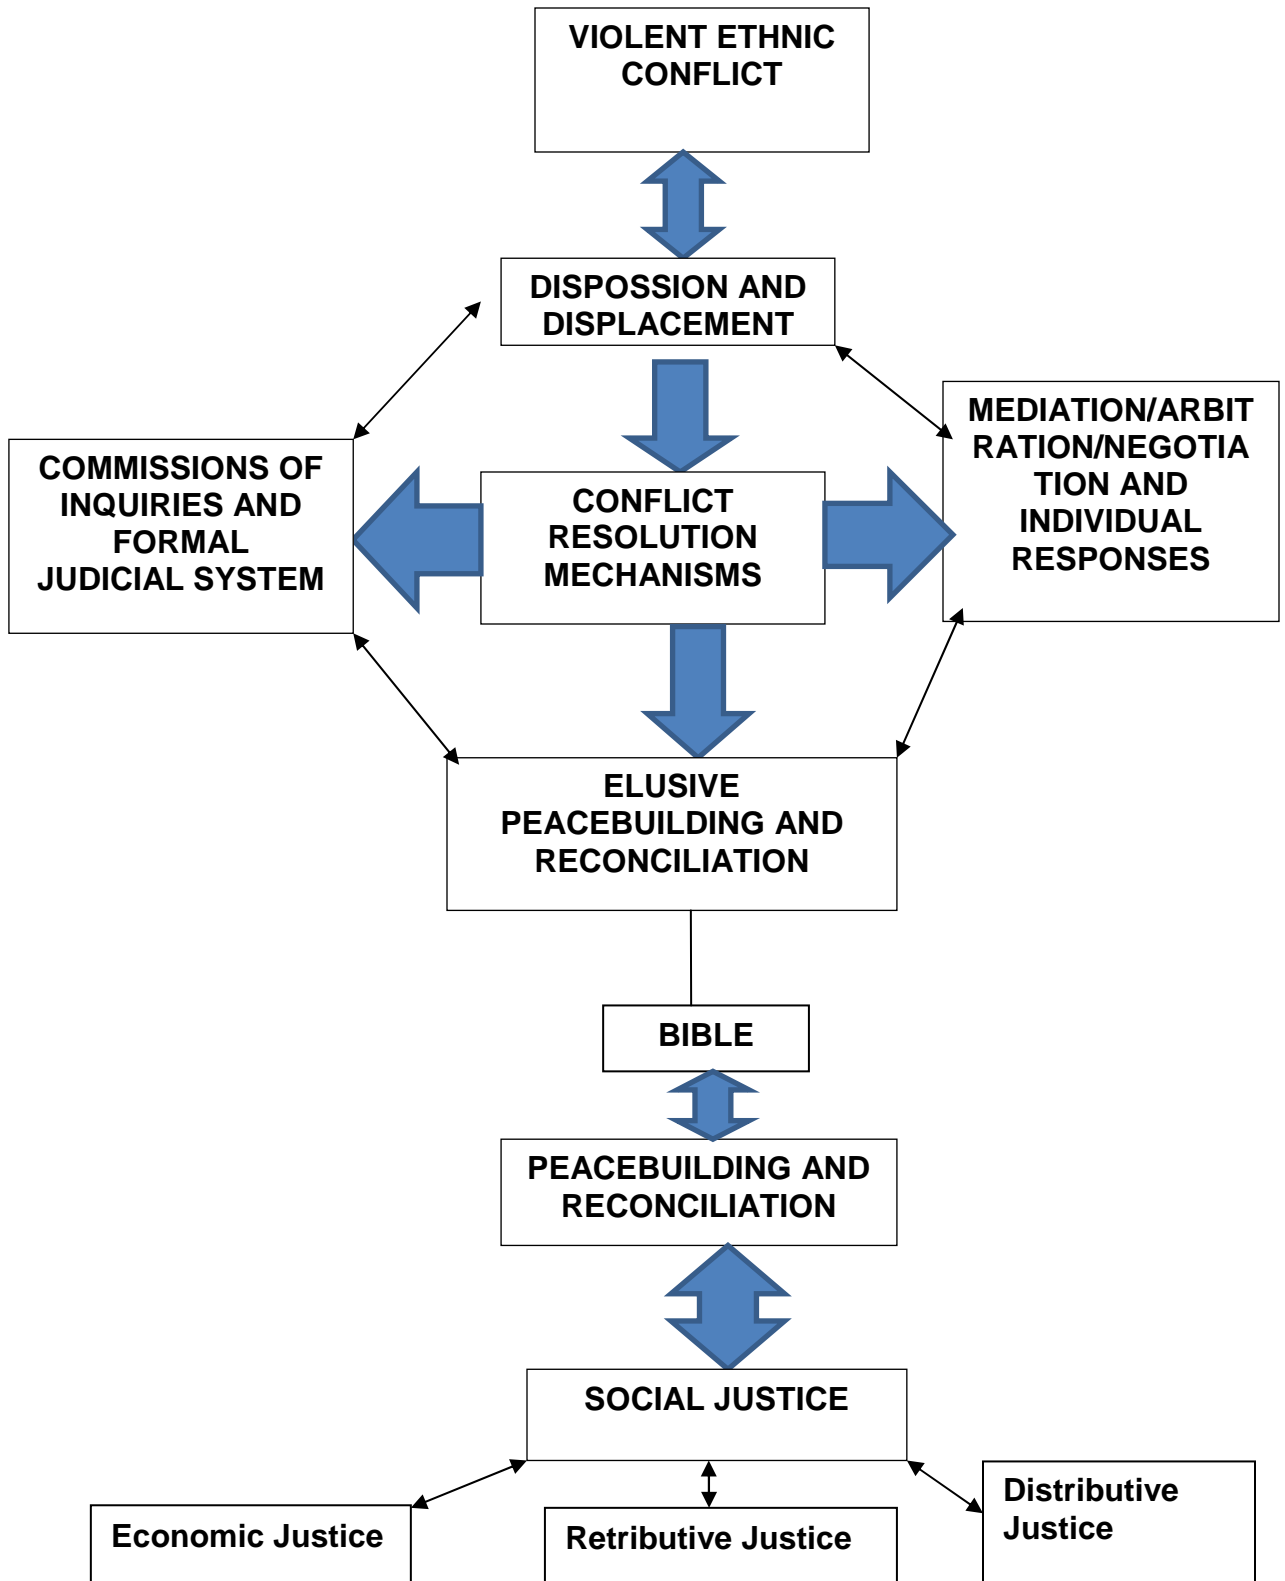 VIOLENT ETHNIC
CONFLICT
DISPOSSION AND
DISPLACEMENT
COMMISSIONS OF
INQUIRIES AND
FORMAL
JUDICIAL SYSTEM
CONFLICT
RESOLUTION
MECHANISMS
MEDIATION/ARBIT
RATION/NEGOTIA
TION AND
INDIVIDUAL
RESPONSES
ELUSIVE
PEACEBUILDING AND
RECONCILIATION
BIBLE
PEACEBUILDING AND
RECONCILIATION
SOCIAL JUSTICE
Economic Justice
Retributive Justice
Distributive
Justice